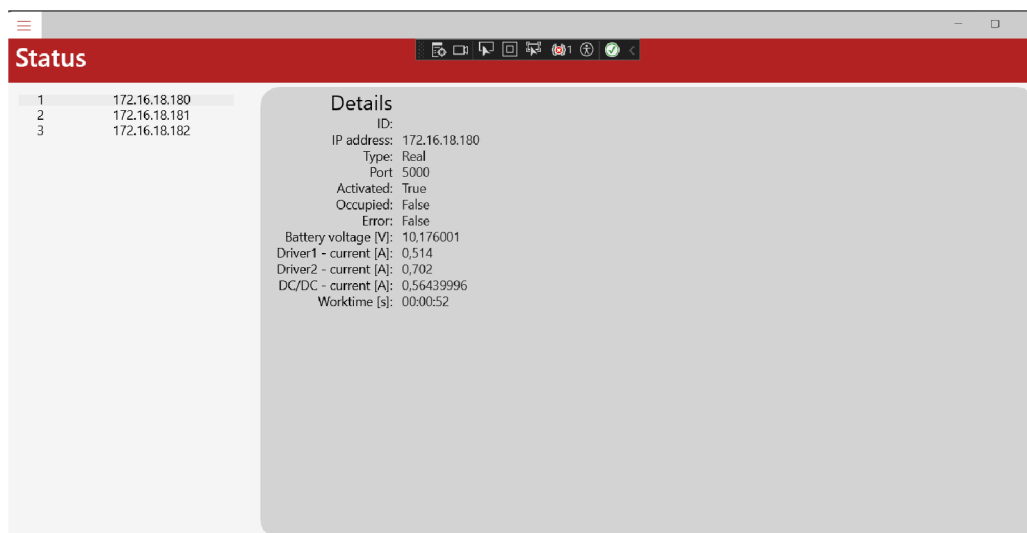 Status
1
1 172.16.18.180
2 172.16.18.181
3 172.16.18.182
Details
ID:
IP address: 172.16.18.180
Type: Real
Port 5000
Activated: True
Occupied: False
Error: False
Battery voltage [V]: 10,176001
Driver1 - current [A]: 0,514
Driver2 - current [A]: 0,702
DC/DC - current [A]: 0,56439996
Worktime [s]: 00:00:52